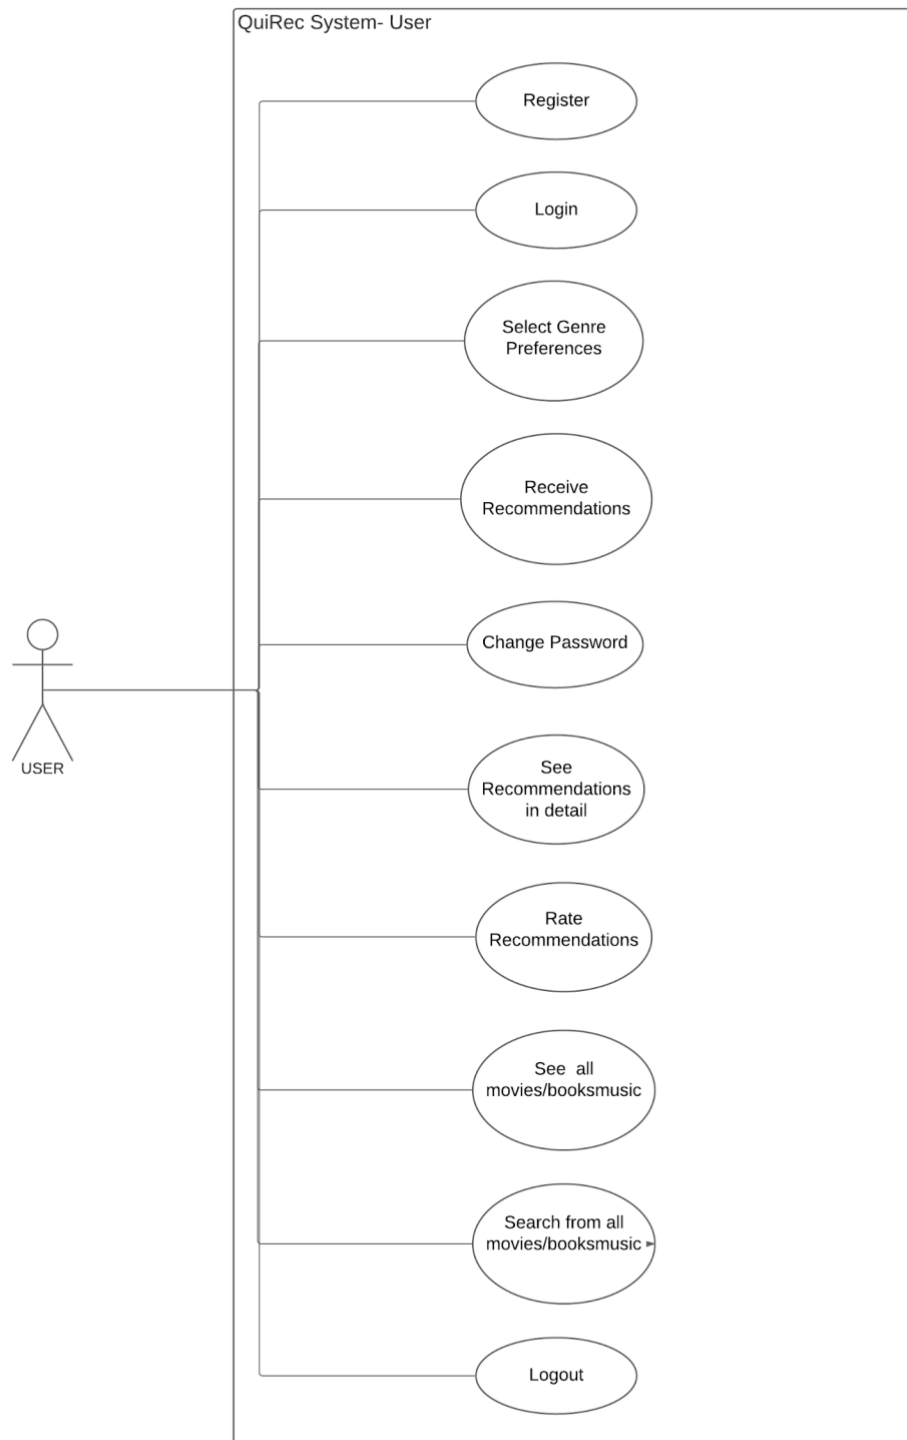 QuiRec System- User
Register
Login
Select Genre
Preferences
Receive
Recommendations
Change Password
USER
See
Recommendations
in detail
Rate
Recommendations
See  all
movies/booksmusic
Search from all
movies/booksmusic
Logout